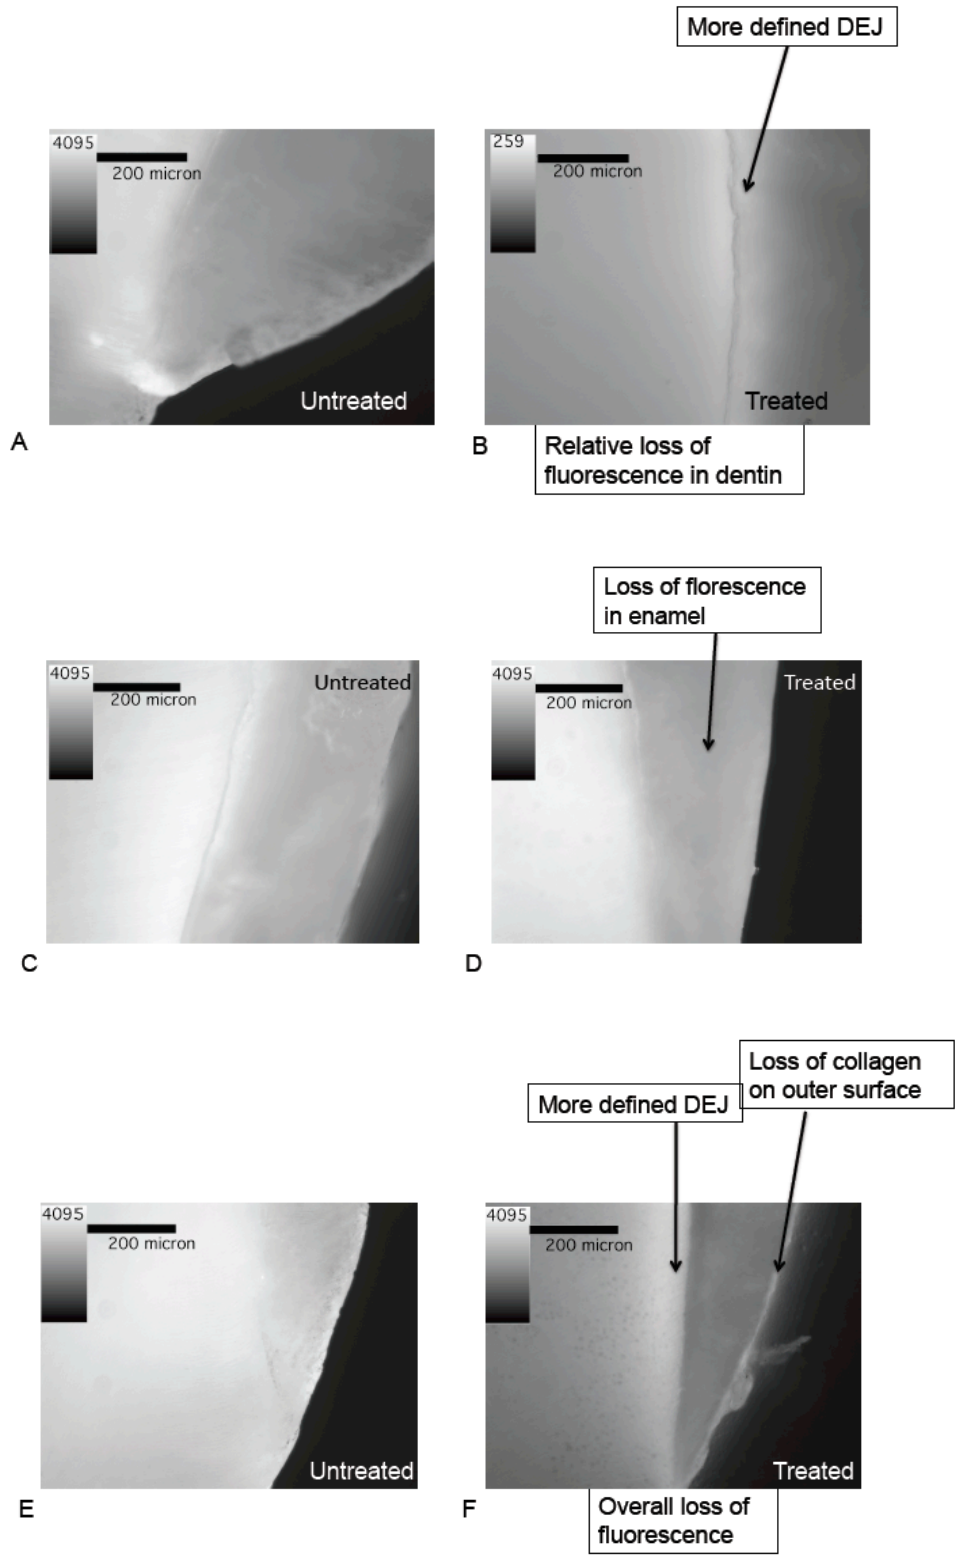 More defined DEJ
4095
200 micron
Untreated
A
259
200 micron
Treated
B
Relative loss of
fluorescence in dentin
Loss of florescence
in enamel
4095
200 micron
Untreated
C
4095
200 micron
Treated
D
Loss of collagen
on outer surface
More defined DEJ
4095
200 micron
Untreated
E
4095
200 micron
Treated
F
Overall loss of
fluorescence